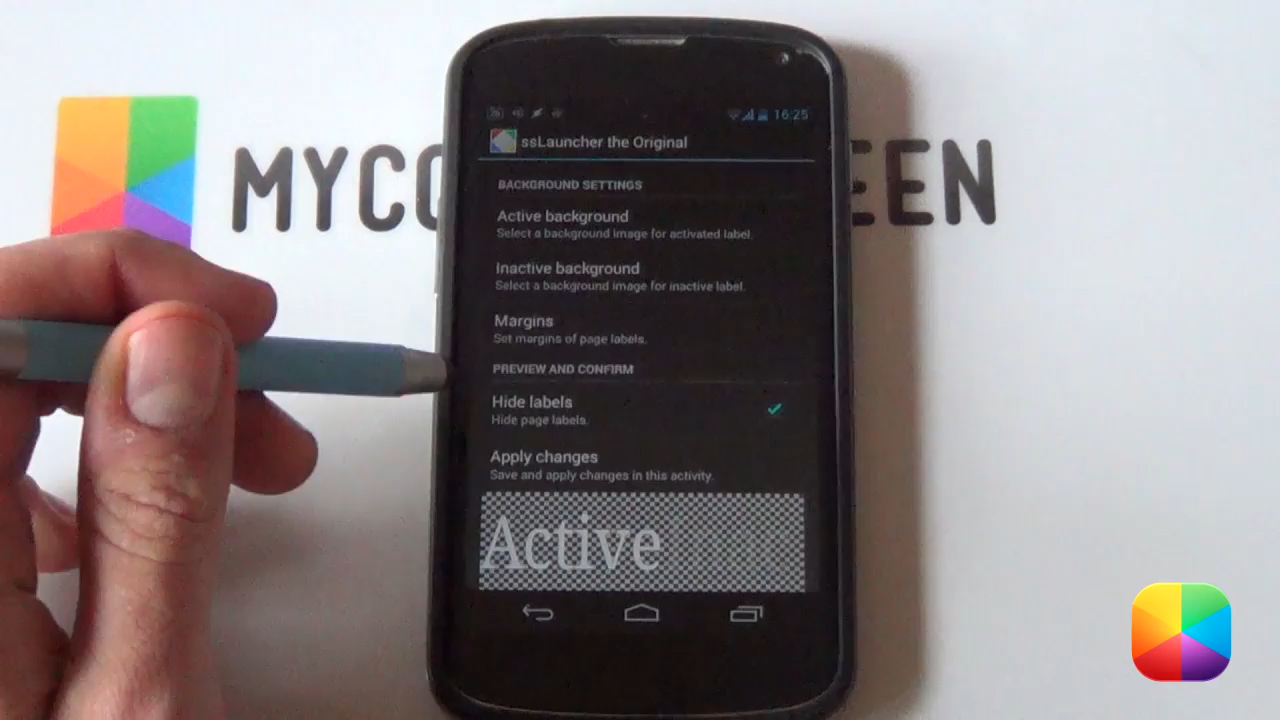 MYCO EEN
16:25
ssLauncher the Original
BACKGROUND SETTINGS
Active background
Select a background image for activated label.
Inactive background
Select a background image for inactive label.
Margins
Set margins of page labels.
PREVIEW AND CONFIRM
Hide labels
Hide page labels.
Apply changes
Save and apply changes in this activity.
Active